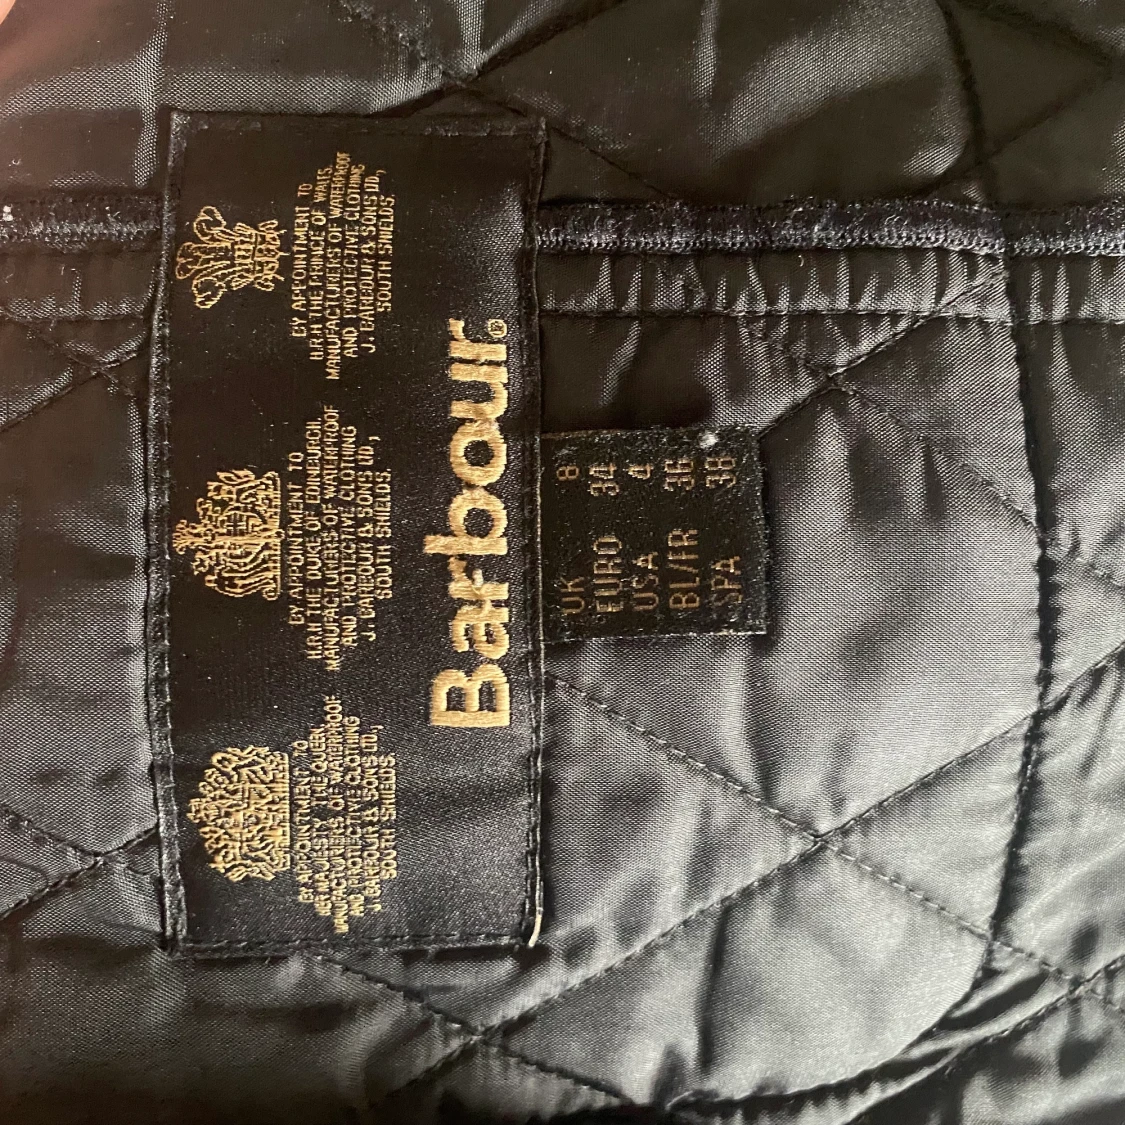 BY APPOINTMENT TO
HER MAJESTY THE QUEEN.
MANUFACTURERS OF WATERPROOF
AND PROTECTIVE CLOTHING
J. BARBOUR & SONS LTD.,
SOUTH SHIELDS.
BY APPOINTMENT TO
H.R.H THE DUKE OF EDINBURGH.
MANUFACTURERS OF WATERPROOF
AND PROTECTIVE CLOTHING
J. BARBOUR & SONS LTD.,
SOUTH SHIELDS.
BY APPOINTMENT TO
H.R.H THE PRINCE OF WALES.
MANUFACTURERS OF WATERPROOF
AND PROTECTIVE CLOTHING
J. BARBOUR & SONS LTD.,
SOUTH SHIELDS.
Barbour®
UK 8
EURO 34
USA 4
BL/FR 36
SPA 38